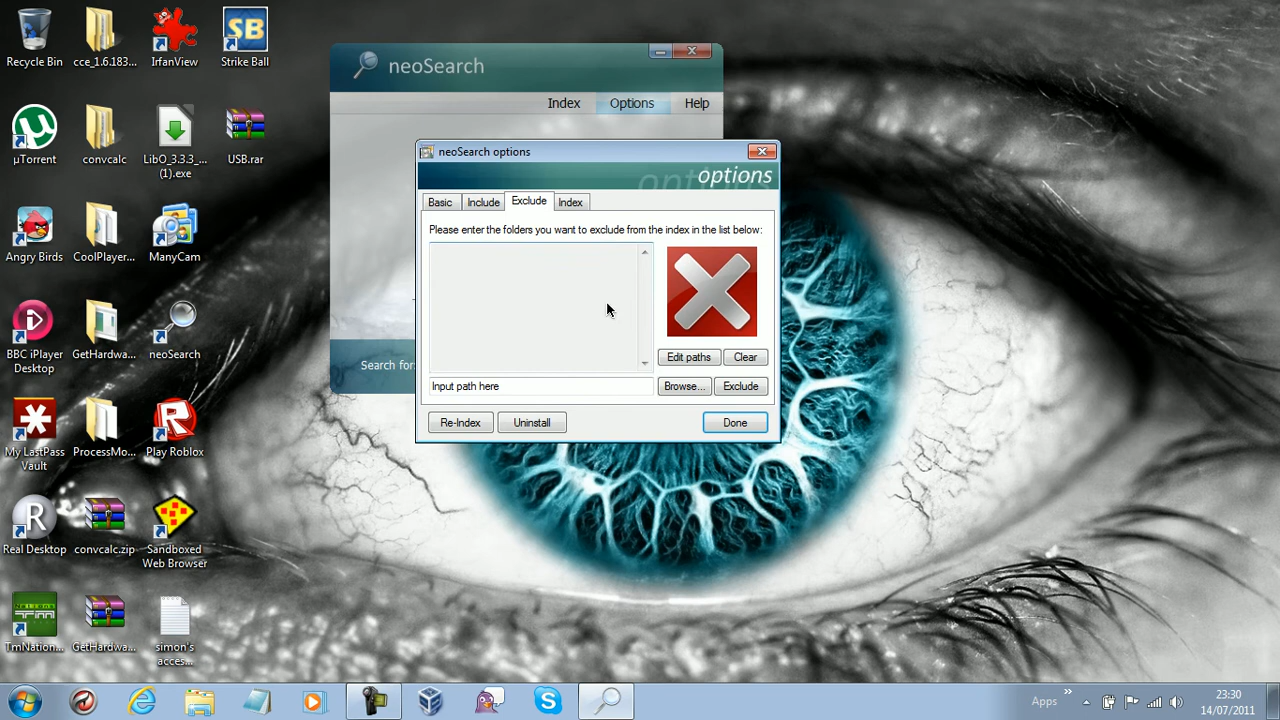 Recycle Bin
cce_1.6.183...
IrfanView
Strike Ball
SB
µTorrent
convcalc
LibO_3.3.3_...
(1).exe
USB.rar
Angry Birds
CoolPlayer...
ManyCam
BBC iPlayer
Desktop
GetHardwa...
neoSearch
My LastPass
Vault
ProcessMo...
Play Roblox
R
Real Desktop
convcalc.zip
Sandboxed
Web Browser
TM
TmNation...
GetHardwa...
simon's
acces...
neoSearch
Index
Options
Help
Search for:
neoSearch options
options
Basic
Include
Exclude
Index
Please enter the folders you want to exclude from the index in the list below:
Edit paths
Clear
Input path here
Browse...
Exclude
Re-Index
Uninstall
Done
Apps
23:30
14/07/2011